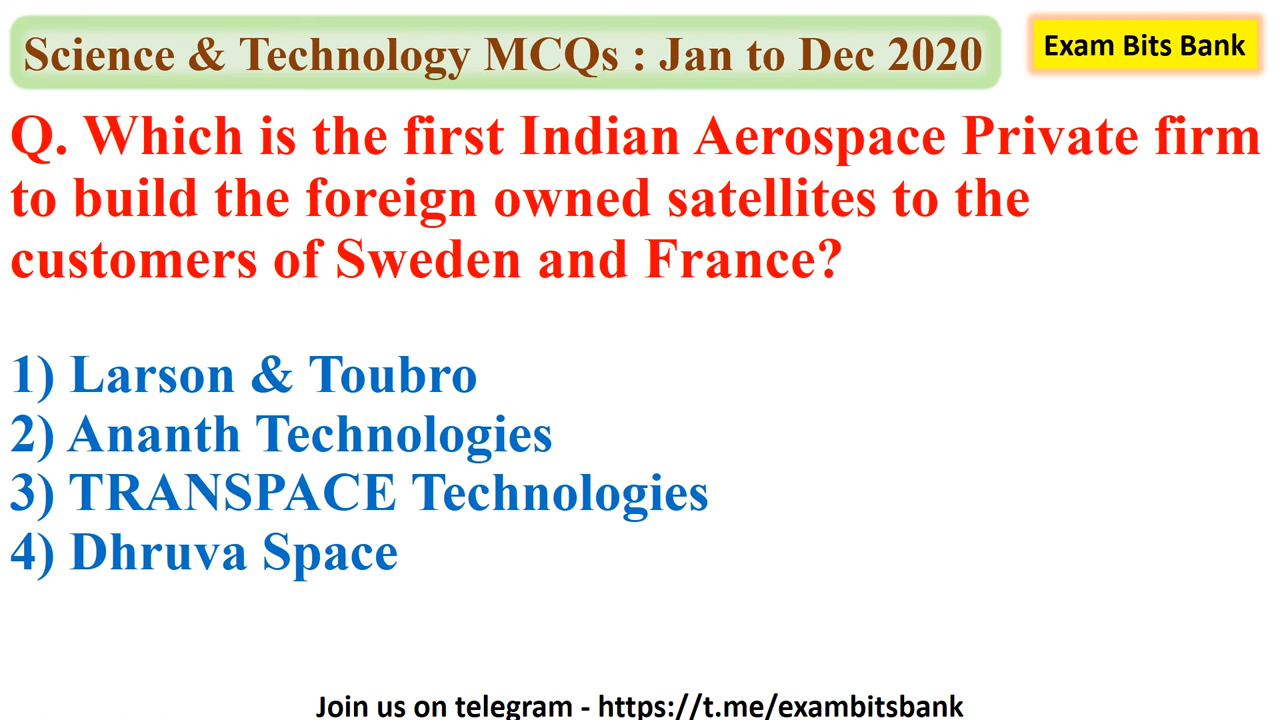 Science & Technology MCQs : Jan to Dec 2020
Exam Bits Bank
Q. Which is the first Indian Aerospace Private firm
to build the foreign owned satellites to the
customers of Sweden and France?
1) Larson & Toubro
2) Ananth Technologies
3) TRANSPACE Technologies
4) Dhruva Space
Join us on telegram - https://t.me/exambitsbank